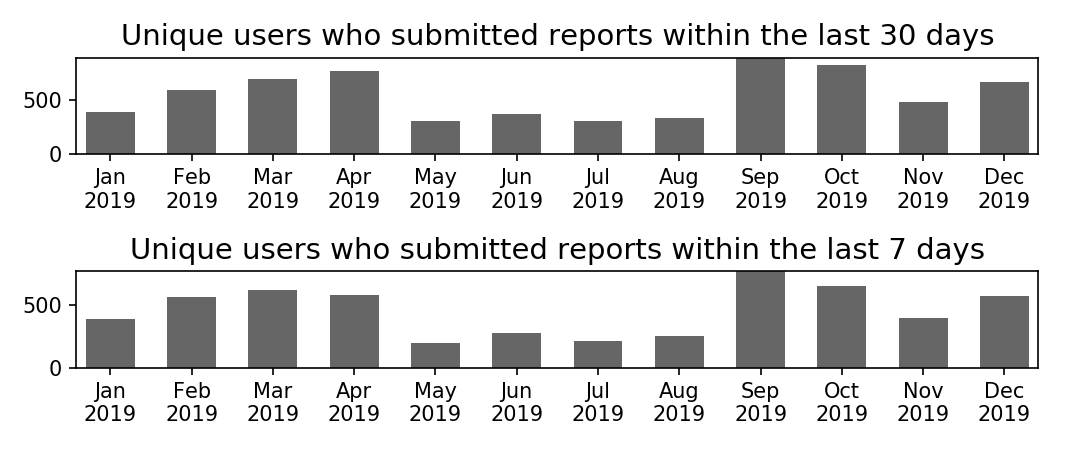 Unique users who submitted reports within the last 30 days
500
0
Jan Feb Mar Apr May Jun Jul Aug Sep Oct Nov Dec
2019 2019 2019 2019 2019 2019 2019 2019 2019 2019 2019 2019
Unique users who submitted reports within the last 7 days
500
0
Jan Feb Mar Apr May Jun Jul Aug Sep Oct Nov Dec
2019 2019 2019 2019 2019 2019 2019 2019 2019 2019 2019 2019